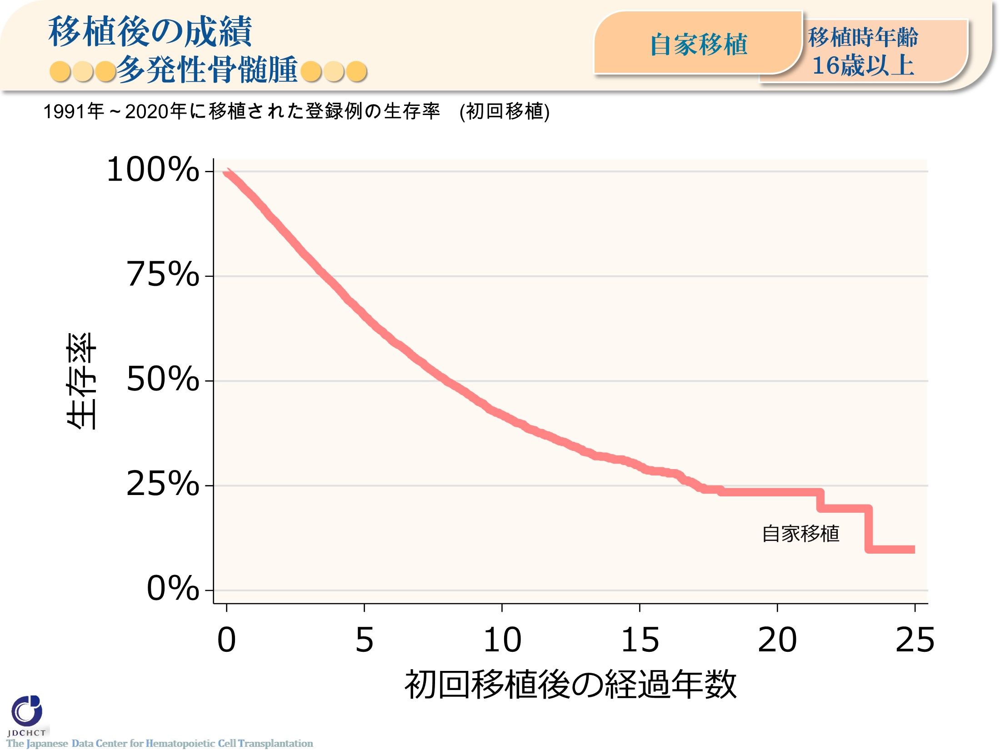 移植後の成績
多発性骨髄腫
自家移植
移植時年齢
16歳以上
1991年～2020年に移植された登録例の生存率　(初回移植)
100%
75%
50%
25%
0%
生存率
自家移植
0 5 10 15 20 25
初回移植後の経過年数
JDCHCT
The Japanese Data Center for Hematopoietic Cell Transplantation